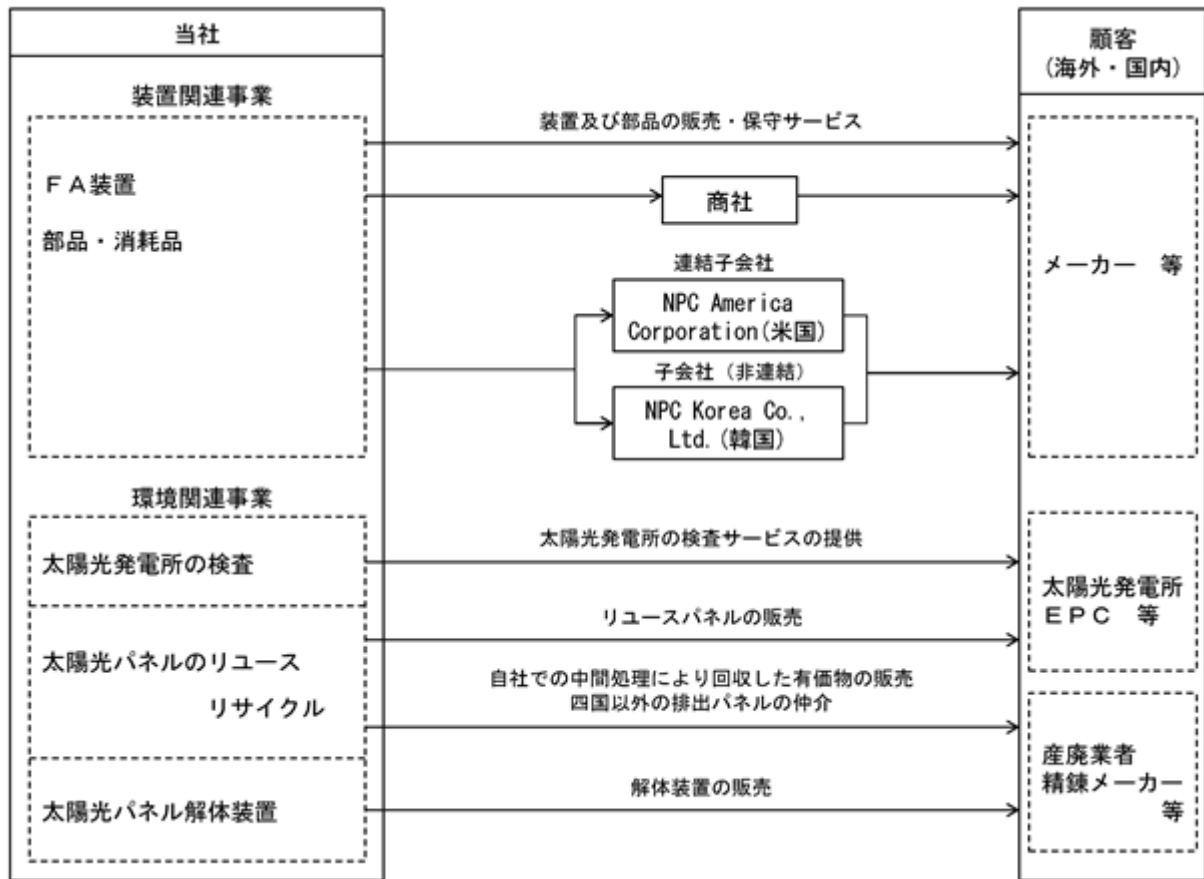 当社
顧客
(海外・国内)
装置関連事業
装置及び部品の販売・保守サービス
ＦＡ装置
商社
部品・消耗品
メーカー　等
連結子会社
NPC America
Corporation(米国)
子会社（非連結）
NPC Korea Co.,
Ltd.(韓国)
環境関連事業
太陽光発電所の検査サービスの提供
太陽光発電所の検査
太陽光発電所
ＥＰＣ　等
リユースパネルの販売
太陽光パネルのリユース
リサイクル
自社での中間処理により回収した有価物の販売
四国以外の排出パネルの仲介
産廃業者
精錬メーカー
等
解体装置の販売
太陽光パネル解体装置